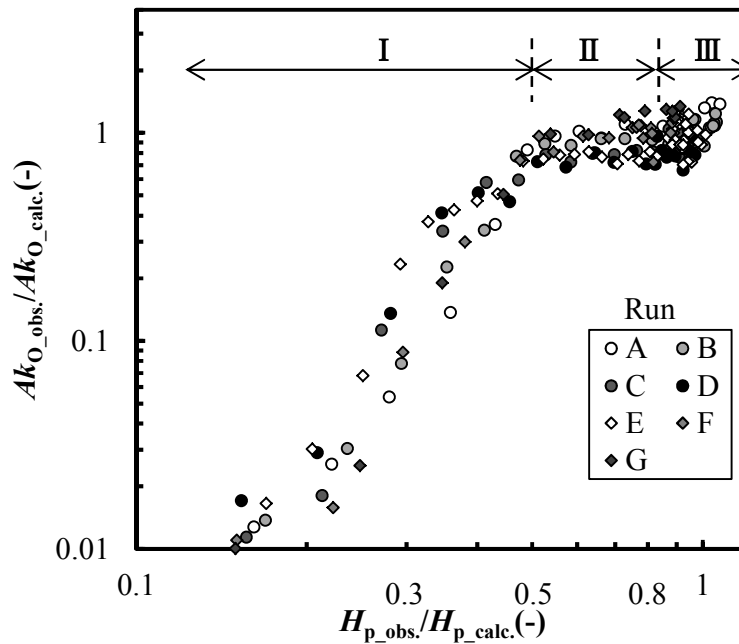 I II III
1
0.1
0.01
Ak_O_obs./Ak_O_calc.(-)
Run
A B
C D
E F
G
0.1 0.3 0.5 0.8 1
H_p_obs./H_p_calc.(-)